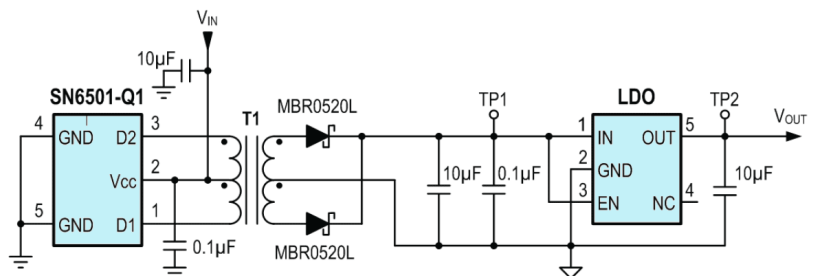 VIN
10µF
SN6501-Q1
T1
MBR0520L
TP1
LDO
TP2
4
GND
D2
3
1
IN
OUT
5
VOUT
2
GND
VCC
2
10µF
0.1µF
10µF
3
EN
NC
4
5
GND
D1
1
0.1µF
MBR0520L